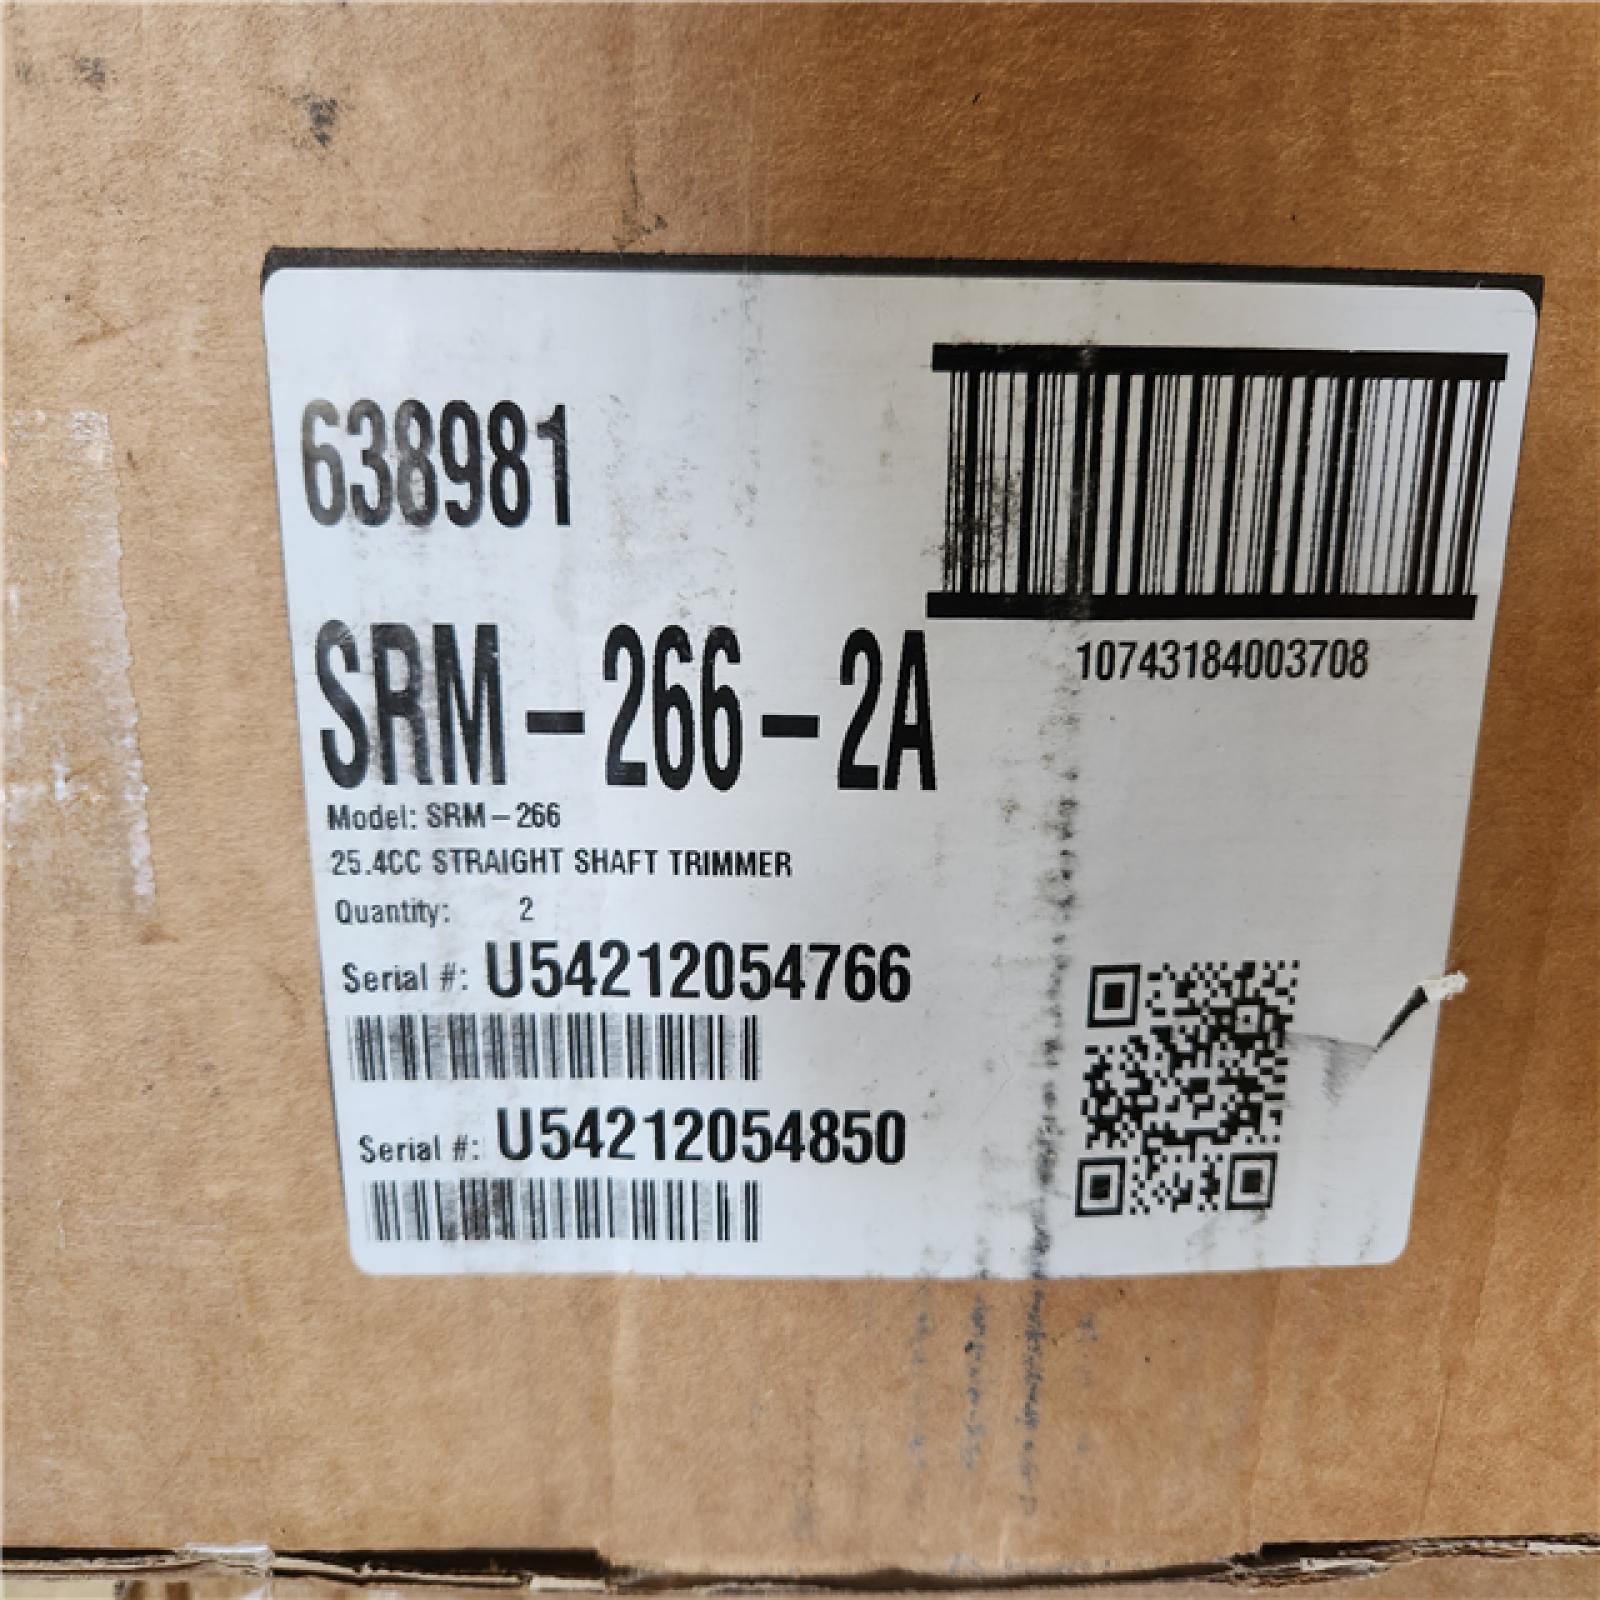 638981
10743184003708
SRM-266-2A
Model: SRM-266
25.4CC STRAIGHT SHAFT TRIMMER
Quantity: 2
Serial #: U54212054766
Serial #: U54212054850